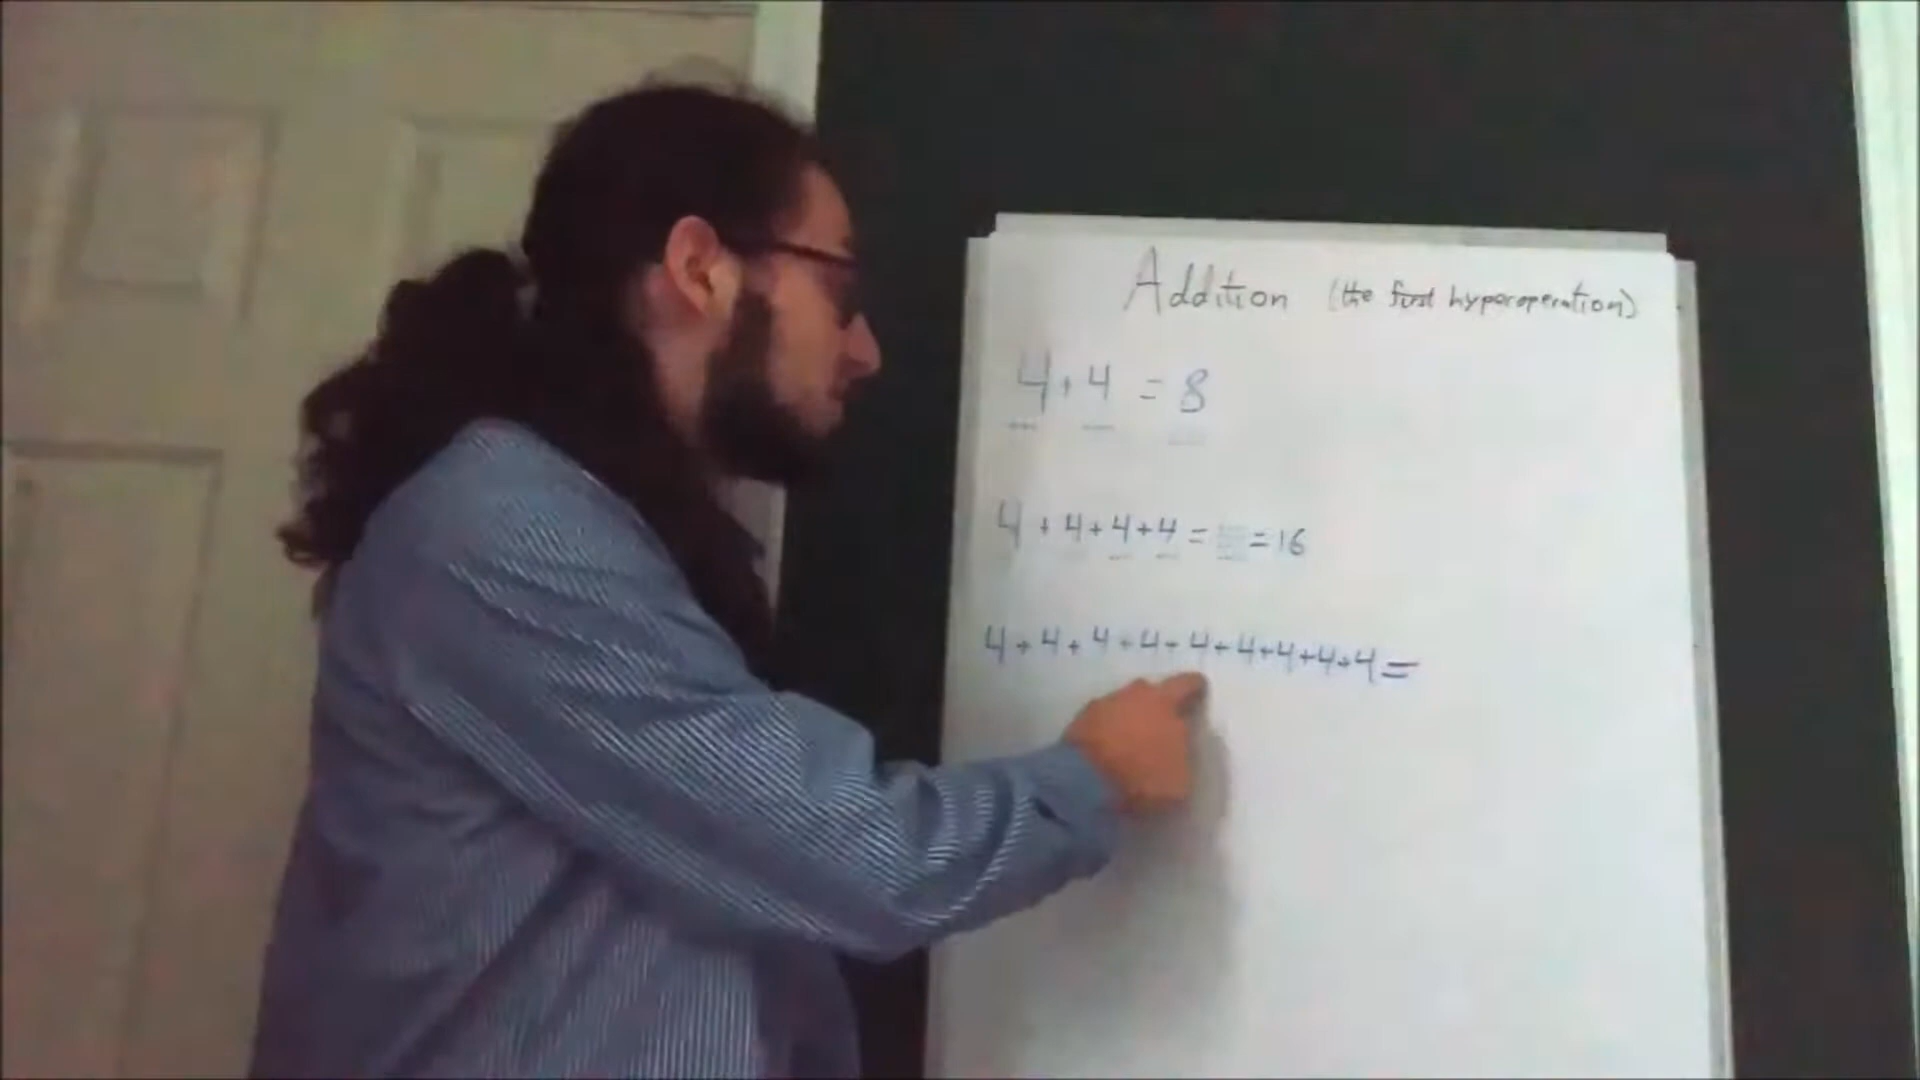 Addition (the first hyperoperation)
4 + 4 = 8
4 + 4 + 4 + 4 = = 16
4 + 4 + 4 + 4 + 4 + 4 + 4 + 4 + 4 =